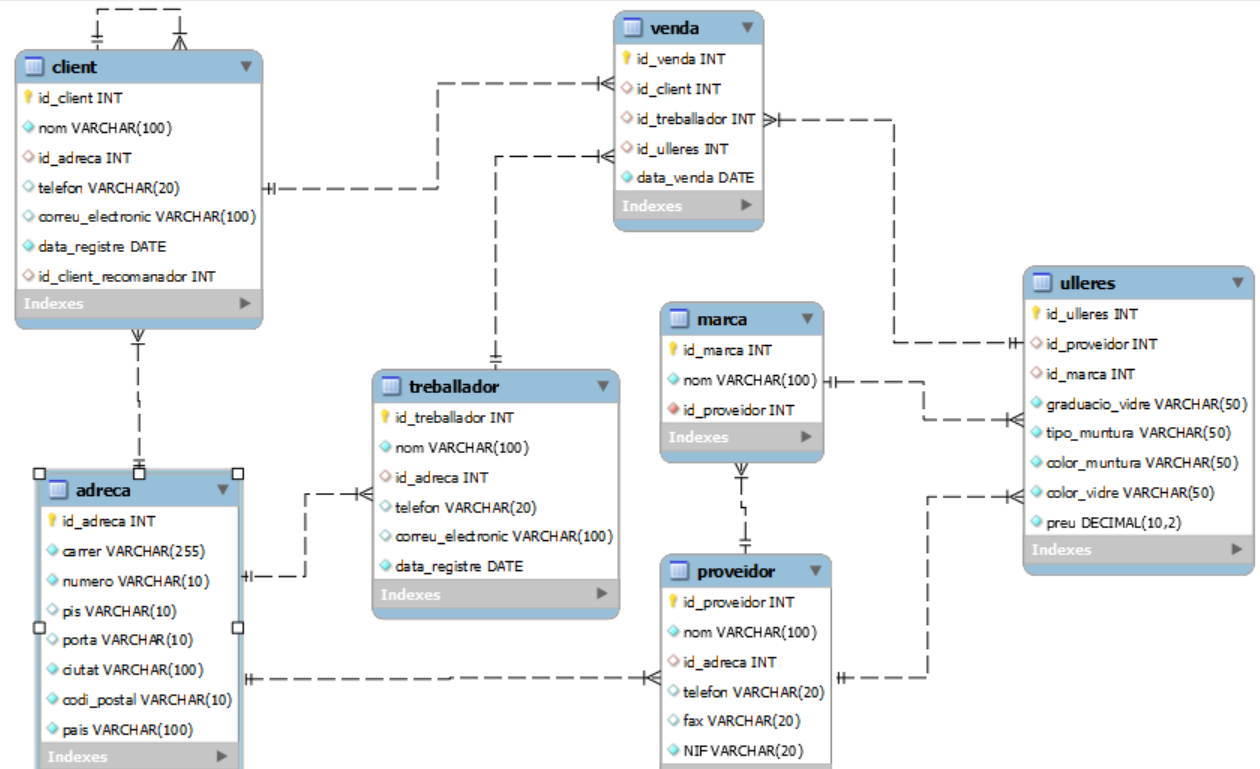 client
id_client INT
nom VARCHAR(100)
id_adreca INT
telefon VARCHAR(20)
correu_electronic VARCHAR(100)
data_registre DATE
id_client_recomanador INT
Indexes
venda
id_venda INT
id_client INT
id_treballador INT
id_ulleres INT
data_venda DATE
Indexes
ulleres
id_ulleres INT
id_proveidor INT
id_marca INT
graduacio_vidre VARCHAR(50)
tipo_muntura VARCHAR(50)
color_muntura VARCHAR(50)
color_vidre VARCHAR(50)
preu DECIMAL(10,2)
Indexes
marca
id_marca INT
nom VARCHAR(100)
id_proveidor INT
Indexes
treballador
id_treballador INT
nom VARCHAR(100)
id_adreca INT
telefon VARCHAR(20)
correu_electronic VARCHAR(100)
data_registre DATE
Indexes
adreca
id_adreca INT
carrer VARCHAR(255)
numero VARCHAR(10)
pis VARCHAR(10)
porta VARCHAR(10)
ciutat VARCHAR(100)
codi_postal VARCHAR(10)
pais VARCHAR(100)
Indexes
proveidor
id_proveidor INT
nom VARCHAR(100)
id_adreca INT
telefon VARCHAR(20)
fax VARCHAR(20)
NIF VARCHAR(20)